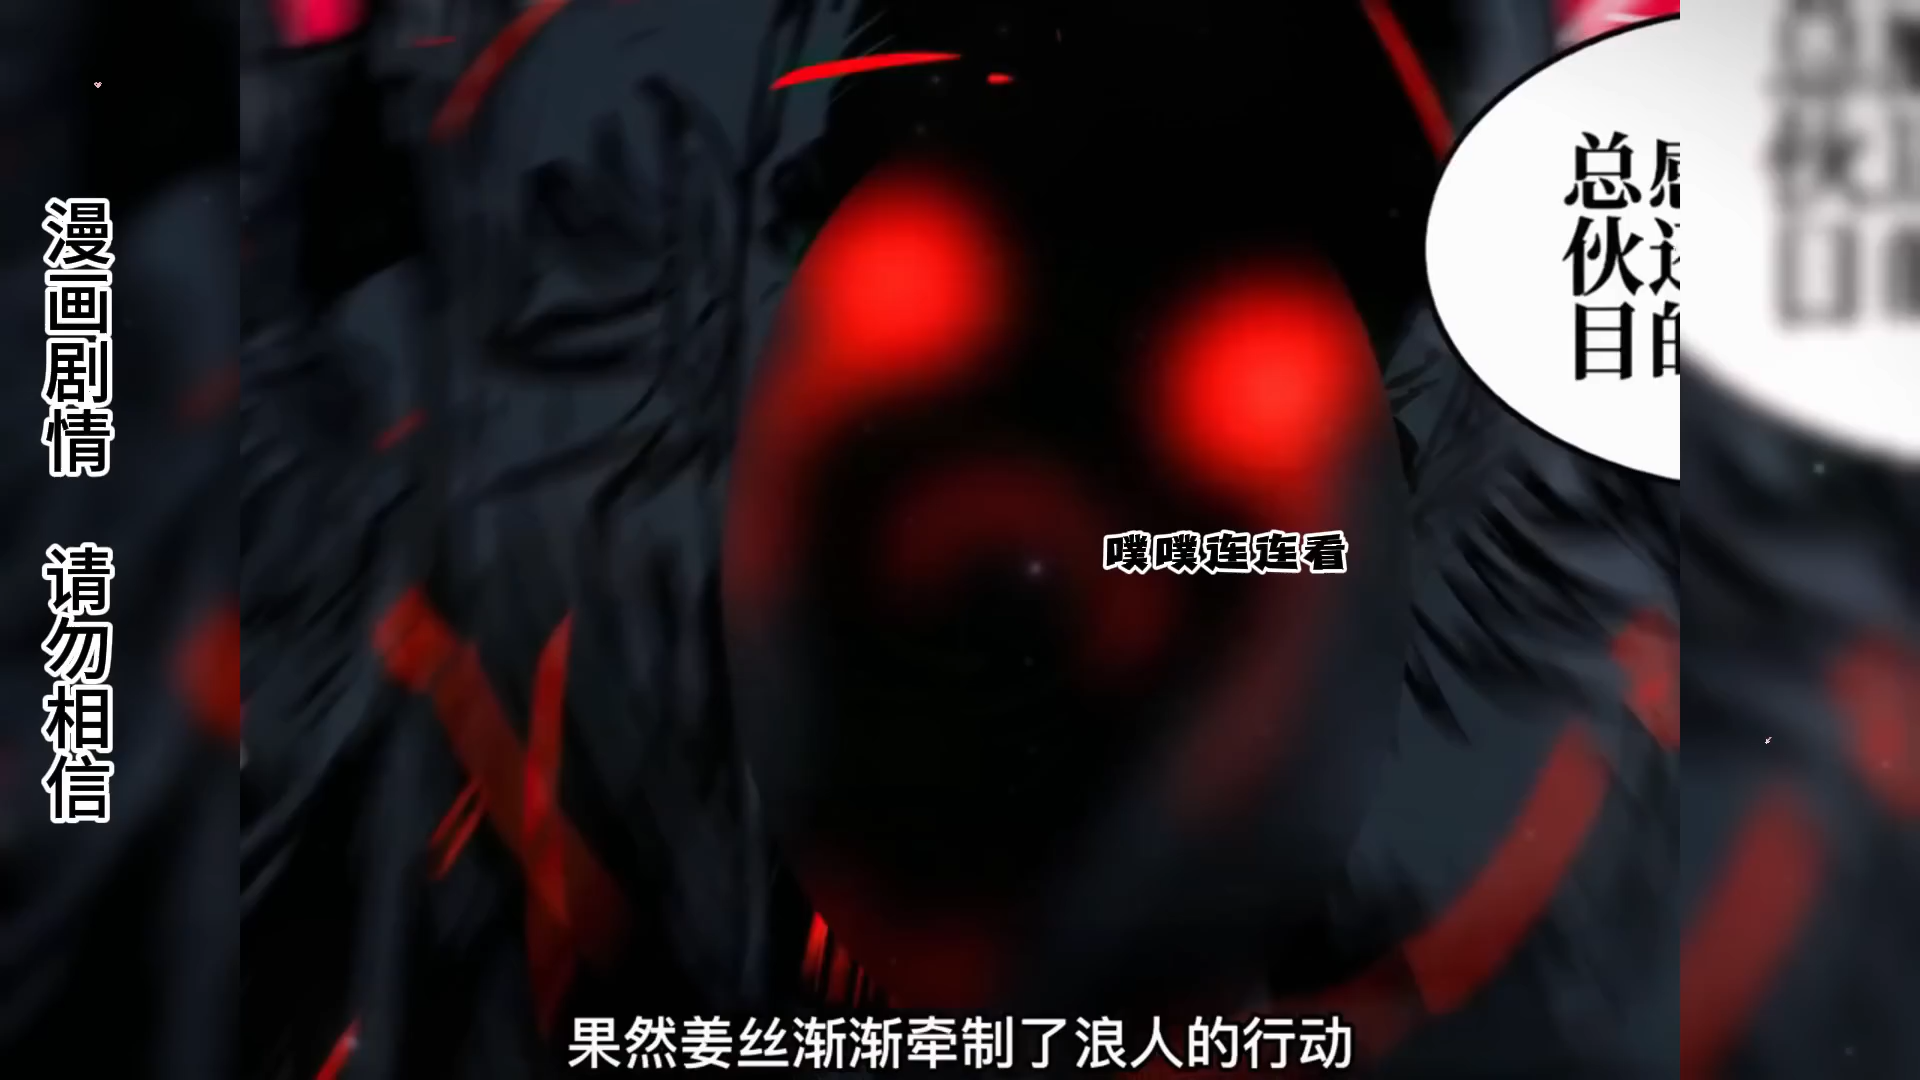 漫画剧情 请勿相信
总
伙
目的
噗噗连连看
果然姜丝渐渐牵制了浪人的行动